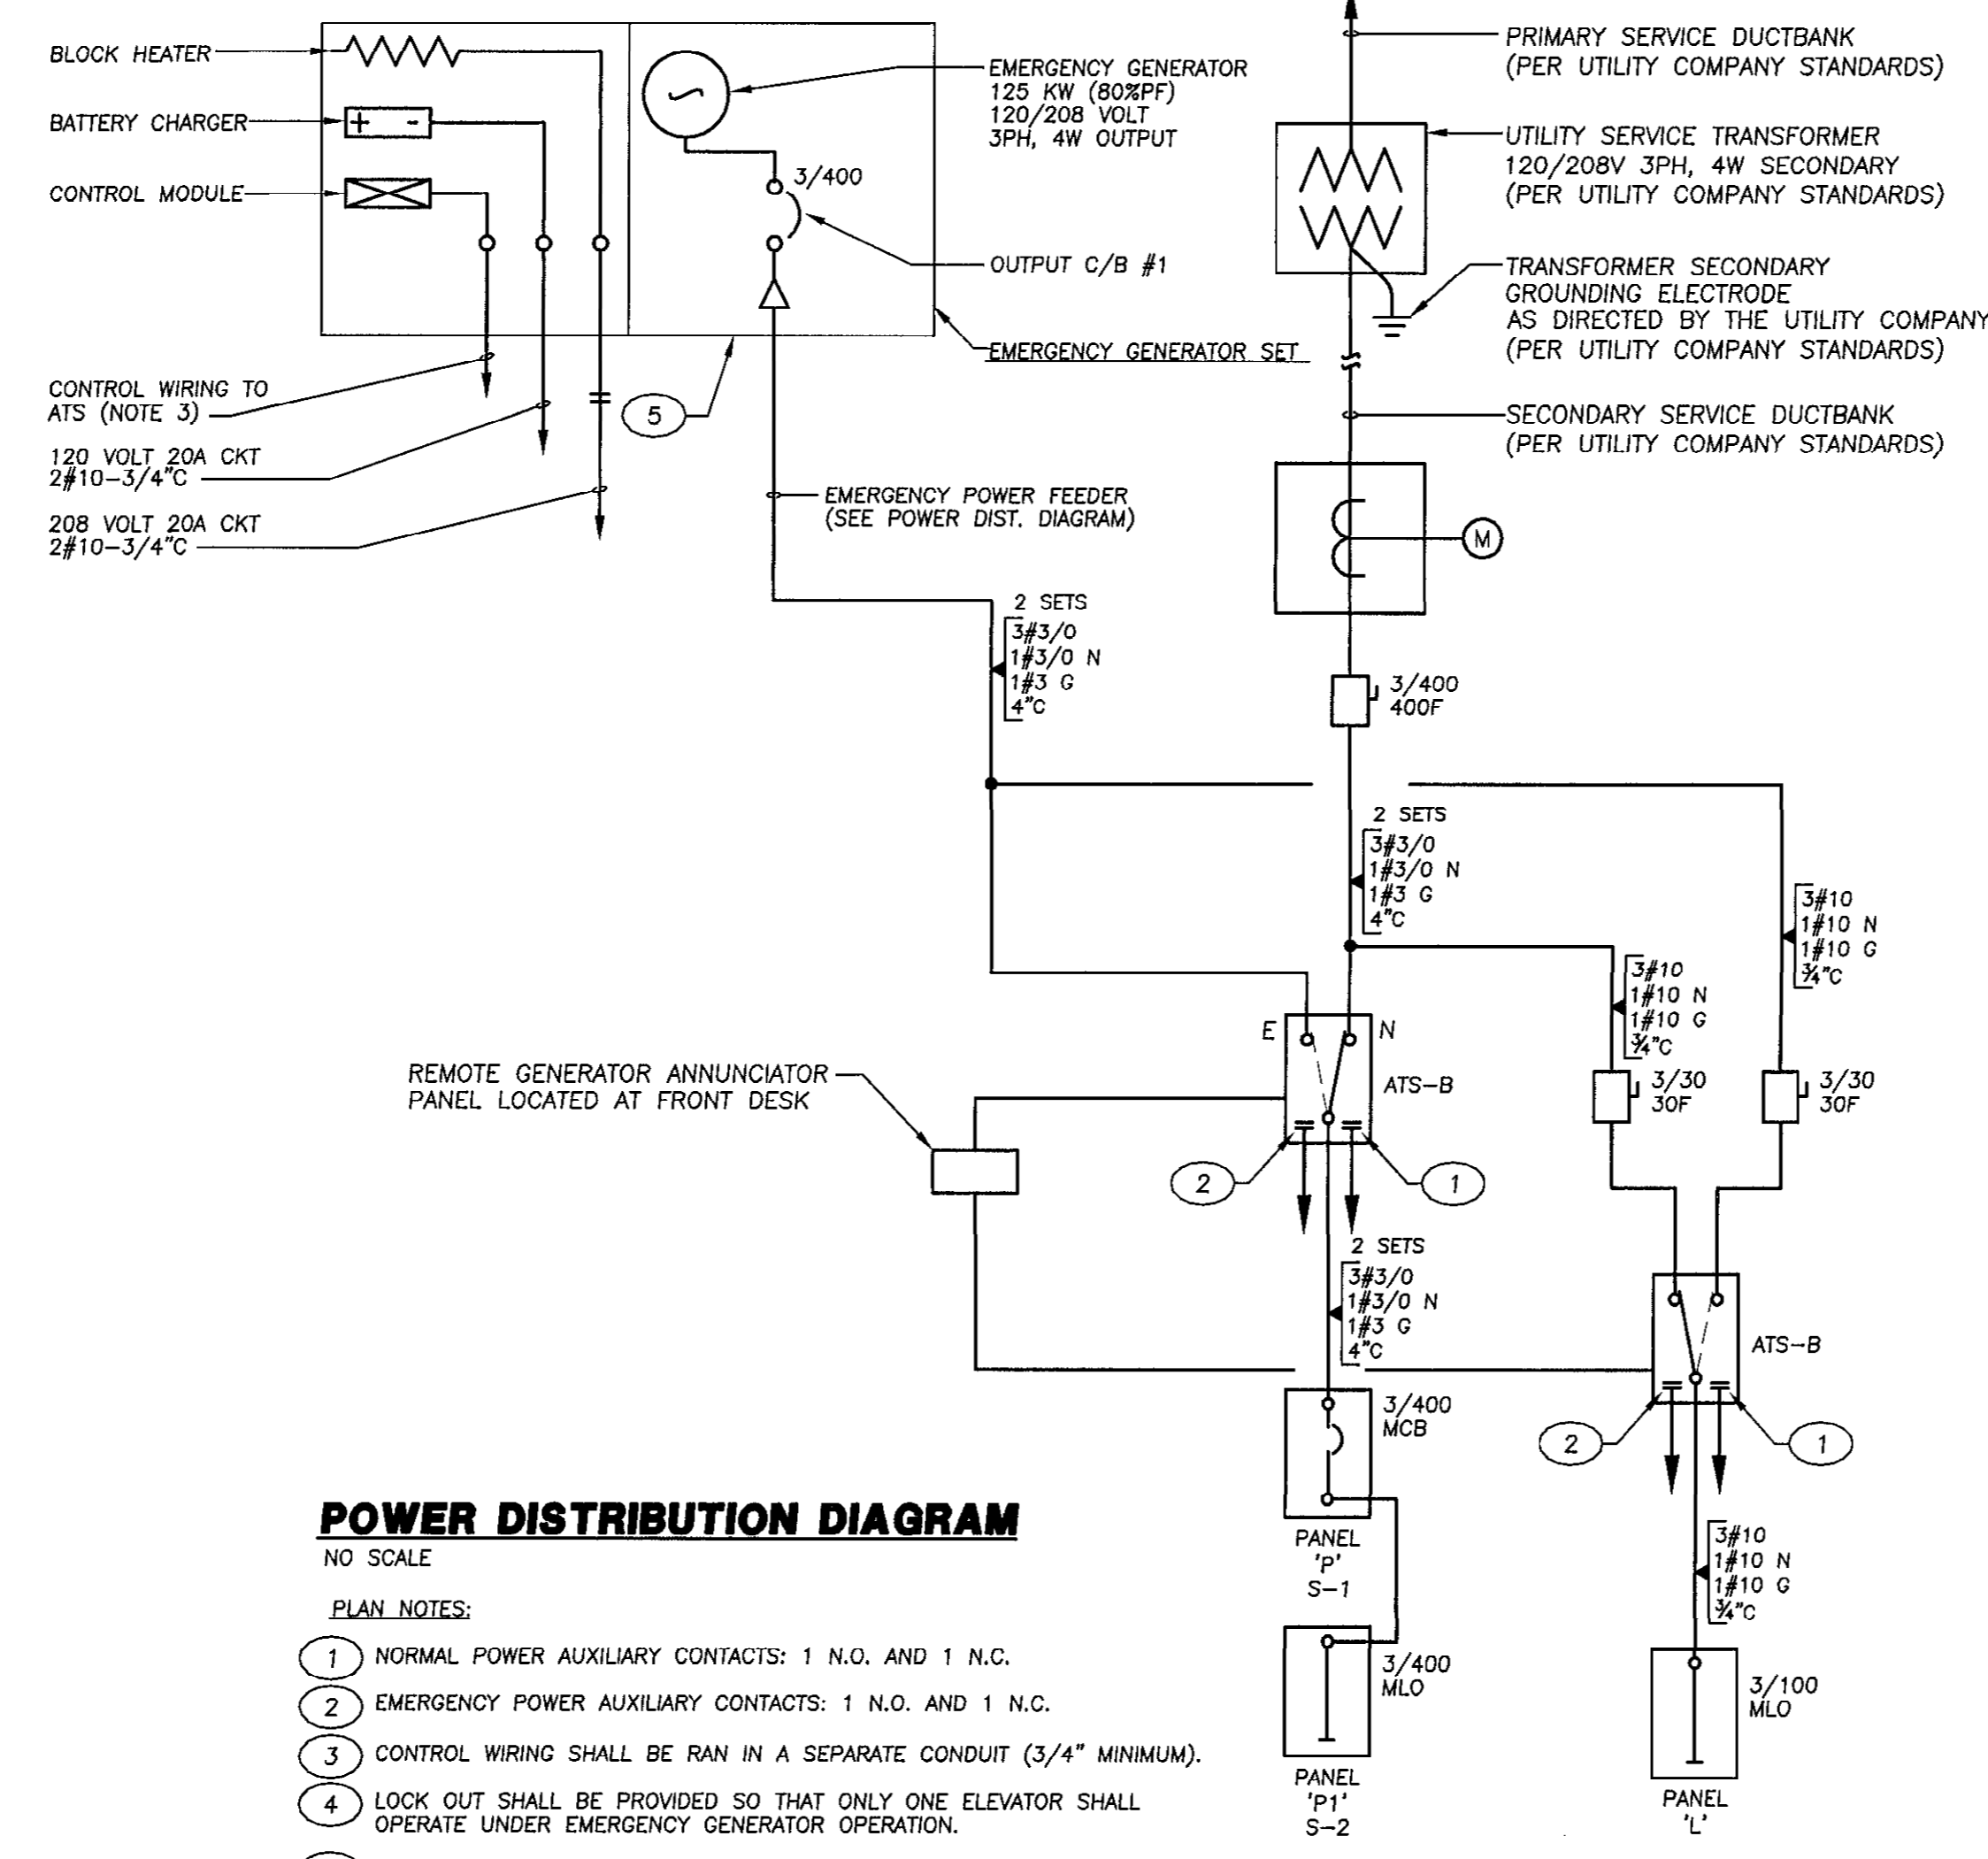 BLOCK HEATER
BATTERY CHARGER
CONTROL MODULE
+ -
3/400
EMERGENCY GENERATOR
125 KW (80%PF)
120/208 VOLT
3PH, 4W OUTPUT
OUTPUT C/B #1
EMERGENCY GENERATOR SET
5
CONTROL WIRING TO
ATS (NOTE 3)
120 VOLT 20A CKT
2#10-3/4"C
208 VOLT 20A CKT
2#10-3/4"C
EMERGENCY POWER FEEDER
(SEE POWER DIST. DIAGRAM)
PRIMARY SERVICE DUCTBANK
(PER UTILITY COMPANY STANDARDS)
UTILITY SERVICE TRANSFORMER
120/208V 3PH, 4W SECONDARY
(PER UTILITY COMPANY STANDARDS)
TRANSFORMER SECONDARY
GROUNDING ELECTRODE
AS DIRECTED BY THE UTILITY COMPANY
(PER UTILITY COMPANY STANDARDS)
SECONDARY SERVICE DUCTBANK
(PER UTILITY COMPANY STANDARDS)
M
2 SETS
3#3/0
1#3/0 N
1#3 G
4"C
3/400
400F
2 SETS
3#3/0
1#3/0 N
1#3 G
4"C
3#10
1#10 N
1#10 G
¾"C
3#10
1#10 N
1#10 G
¾"C
E
N
ATS-B
3/30
30F
3/30
30F
REMOTE GENERATOR ANNUNCIATOR
PANEL LOCATED AT FRONT DESK
2
1
2 SETS
3#3/0
1#3/0 N
1#3 G
4"C
ATS-B
2
1
3/400
MCB
PANEL
'P'
S-1
3#10
1#10 N
1#10 G
¾"C
3/400
MLO
PANEL
'P1'
S-2
3/100
MLO
PANEL
'L'
POWER DISTRIBUTION DIAGRAM
NO SCALE
PLAN NOTES:
1 NORMAL POWER AUXILIARY CONTACTS: 1 N.O. AND 1 N.C.
2 EMERGENCY POWER AUXILIARY CONTACTS: 1 N.O. AND 1 N.C.
3 CONTROL WIRING SHALL BE RAN IN A SEPARATE CONDUIT (3/4" MINIMUM).
4 LOCK OUT SHALL BE PROVIDED SO THAT ONLY ONE ELEVATOR SHALL
OPERATE UNDER EMERGENCY GENERATOR OPERATION.